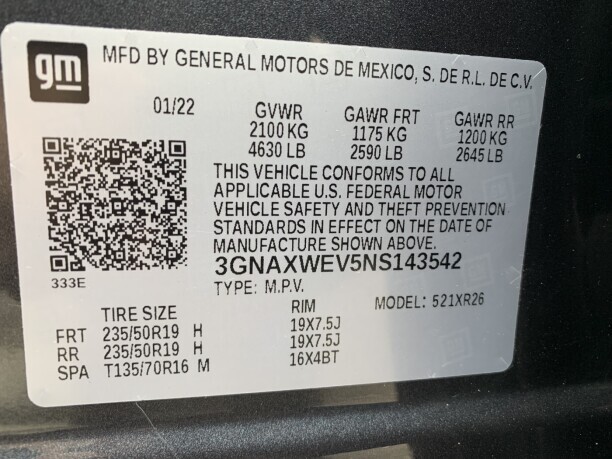 gm
MFD BY GENERAL MOTORS DE MEXICO, S. DE R.L. DE C.V.
01/22 GVWR GAWR FRT GAWR RR
2100 KG 1175 KG 1200 KG
4630 LB 2590 LB 2645 LB
THIS VEHICLE CONFORMS TO ALL
APPLICABLE U.S. FEDERAL MOTOR
VEHICLE SAFETY AND THEFT PREVENTION
STANDARDS IN EFFECT ON THE DATE OF
MANUFACTURE SHOWN ABOVE.
3GNAXWEV5NS143542
333E
TYPE: M.P.V. MODEL: 521XR26
TIRE SIZE RIM
FRT 235/50R19 H 19X7.5J
RR 235/50R19 H 19X7.5J
SPA T135/70R16 M 16X4BT